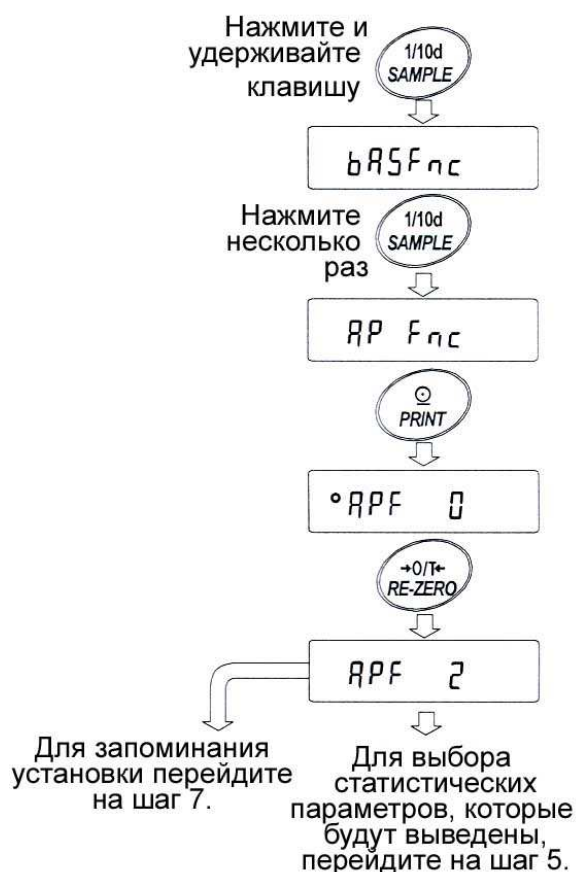 Нажмите и
удерживайте
клавишу
1/10d
SAMPLE
bASFnc
Нажмите
несколько
раз
1/10d
SAMPLE
AP Fnc
PRINT
°APF 0
→0/T←
RE-ZERO
APF 2
Для запоминания
установки перейдите
на шаг 7.
Для выбора
статистических
параметров, которые
будут выведены,
перейдите на шаг 5.